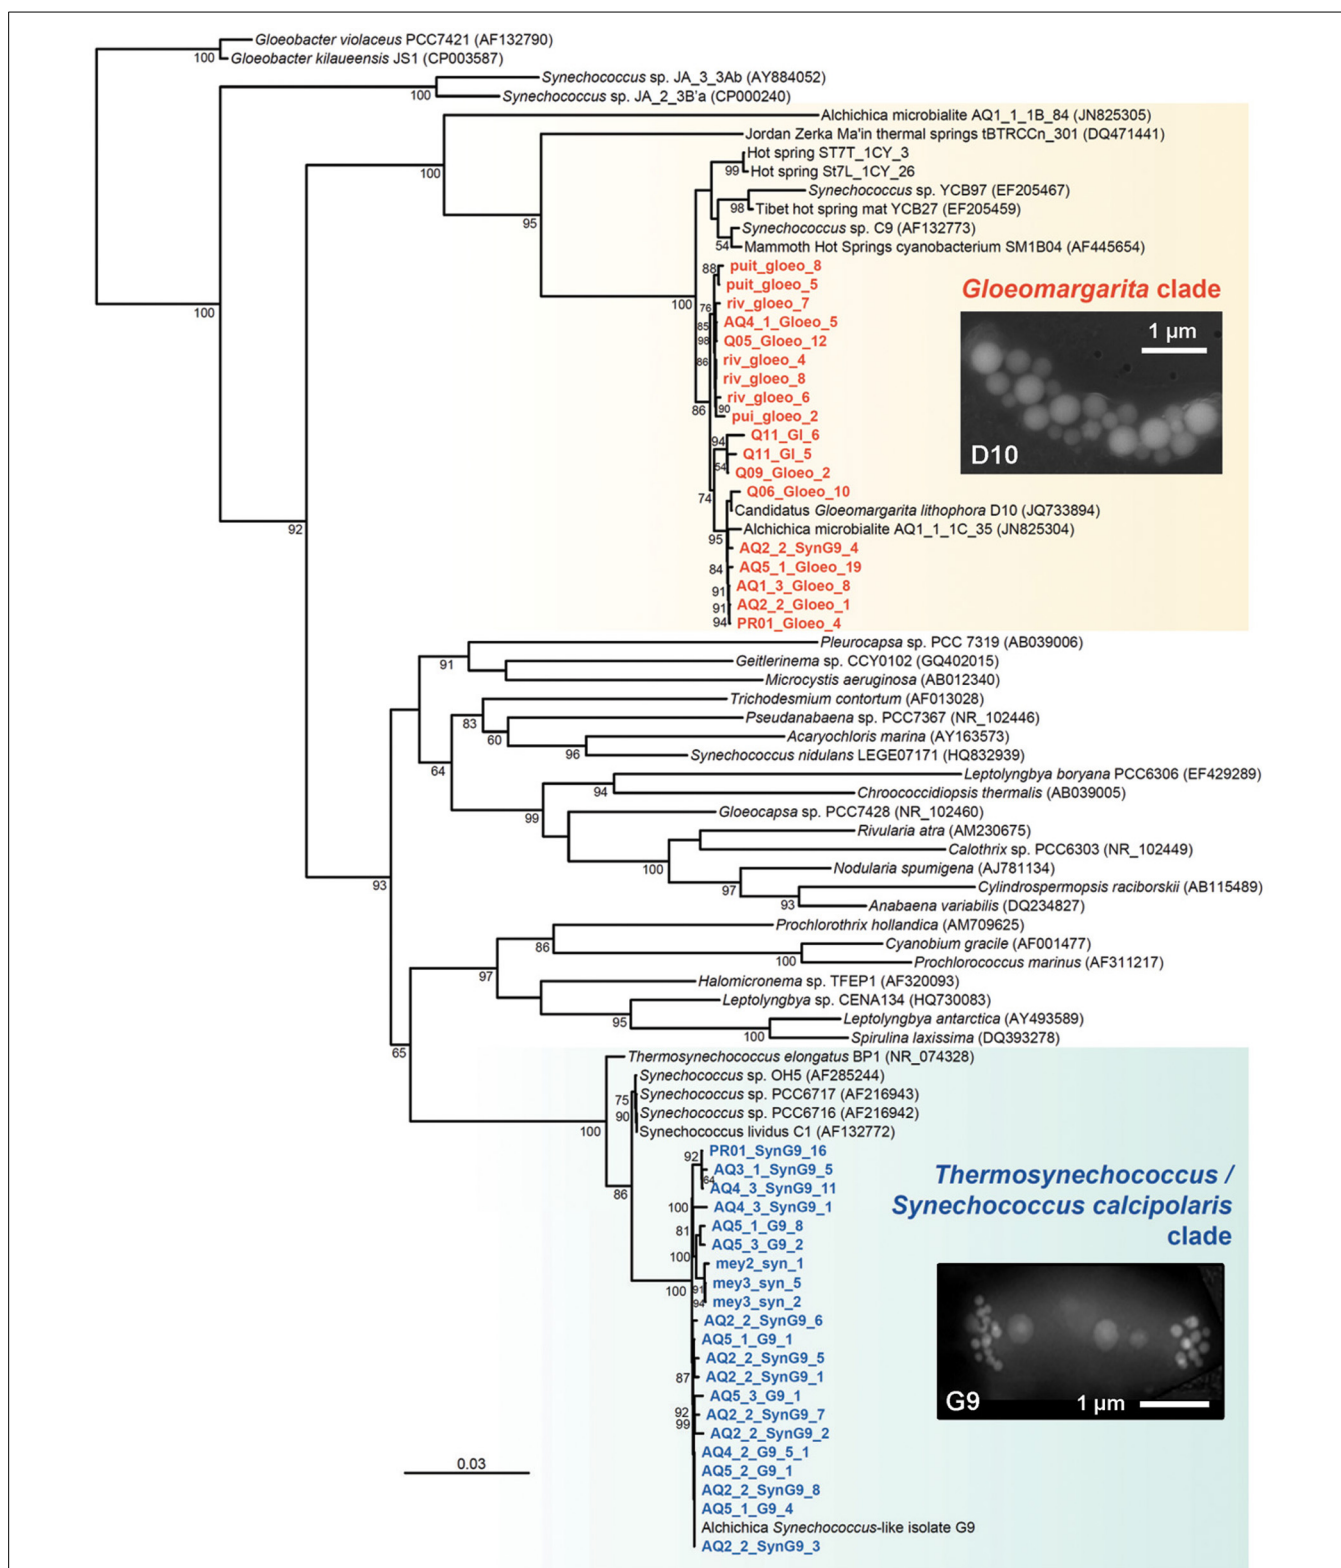 Gloeobacter violaceus PCC7421 (AF132790)
100
Gloeobacter kilaueensis JS1 (CP003587)
Synechococcus sp. JA_3_3Ab (AY884052)
100
Synechococcus sp. JA_2_3B'a (CP000240)
Alchichica microbialite AQ1_1_1B_84 (JN825305)
Jordan Zerka Ma'in thermal springs tBTRCCn_301 (DQ471441)
Hot spring ST7T_1CY_3
100
99
Hot spring St7L_1CY_26
Synechococcus sp. YCB97 (EF205467)
98
Tibet hot spring mat YCB27 (EF205459)
95
Synechococcus sp. C9 (AF132773)
54
Mammoth Hot Springs cyanobacterium SM1B04 (AF445654)
88
puit_gloeo_8
puit_gloeo_5
Gloeomargarita clade
100
100
76
riv_gloeo_7
85
AQ4_1_Gloeo_5
1 µm
98
Q05_Gloeo_12
86
riv_gloeo_4
riv_gloeo_8
riv_gloeo_6
86
90
pui_gloeo_2
94
Q11_Gl_6
D10
Q11_Gl_5
54
Q09_Gloeo_2
74
Q06_Gloeo_10
Candidatus Gloeomargarita lithophora D10 (JQ733894)
92
95
Alchichica microbialite AQ1_1_1C_35 (JN825304)
AQ2_2_SynG9_4
84
AQ5_1_Gloeo_19
91
AQ1_3_Gloeo_8
91
AQ2_2_Gloeo_1
94
PR01_Gloeo_4
Pleurocapsa sp. PCC 7319 (AB039006)
91
Geitlerinema sp. CCY0102 (GQ402015)
Microcystis aeruginosa (AB012340)
Trichodesmium contortum (AF013028)
83
Pseudanabaena sp. PCC7367 (NR_102446)
60
Acaryochloris marina (AY163573)
96
Synechococcus nidulans LEGE07171 (HQ832939)
64
Leptolyngbya boryana PCC6306 (EF429289)
94
Chroococcidiopsis thermalis (AB039005)
99
Gloeocapsa sp. PCC7428 (NR_102460)
Rivularia atra (AM230675)
Calothrix sp. PCC6303 (NR_102449)
100
Nodularia spumigena (AJ781134)
93
97
Cylindrospermopsis raciborskii (AB115489)
93
Anabaena variabilis (DQ234827)
Prochlorothrix hollandica (AM709625)
86
Cyanobium gracile (AF001477)
100
Prochlorococcus marinus (AF311217)
97
Halomicronema sp. TFEP1 (AF320093)
Leptolyngbya sp. CENA134 (HQ730083)
95
Leptolyngbya antarctica (AY493589)
100
Spirulina laxissima (DQ393278)
65
Thermosynechococcus elongatus BP1 (NR_074328)
Synechococcus sp. OH5 (AF285244)
75
Synechococcus sp. PCC6717 (AF216943)
90
Synechococcus sp. PCC6716 (AF216942)
100
Synechococcus lividus C1 (AF132772)
92
PR01_SynG9_16
AQ3_1_SynG9_5
64
AQ4_3_SynG9_11
Thermosynechococcus /
Synechococcus calcipolaris
clade
86
100
AQ4_3_SynG9_1
81
AQ5_1_G9_8
100
AQ5_3_G9_2
mey2_syn_1
100
91
mey3_syn_5
94
mey3_syn_2
AQ2_2_SynG9_6
AQ5_1_G9_1
AQ2_2_SynG9_5
87
AQ2_2_SynG9_1
AQ5_3_G9_1
G9
1 µm
92
AQ2_2_SynG9_7
99
AQ2_2_SynG9_2
AQ4_2_G9_5_1
0.03
AQ5_2_G9_1
AQ2_2_SynG9_8
AQ5_1_G9_4
Alchichica Synechococcus-like isolate G9
AQ2_2_SynG9_3